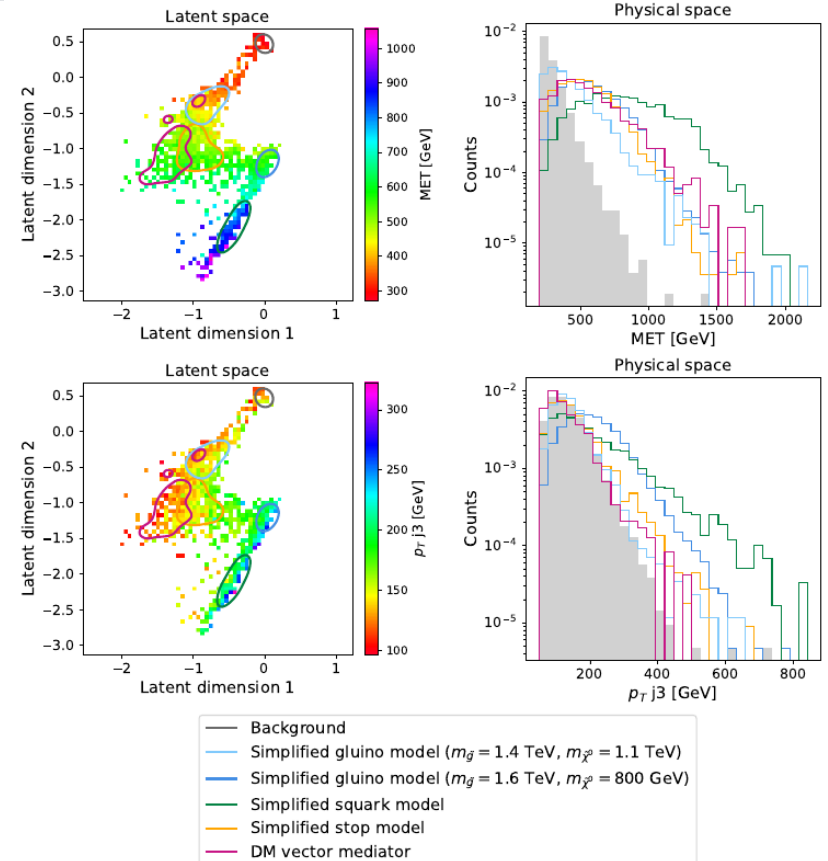 Latent space
Latent dimension 2
0.5
0.0
−0.5
−1.0
−1.5
−2.0
−2.5
−3.0
−2
−1
0
1
Latent dimension 1
1000
900
800
700
600
500
400
300
MET [GeV]
Physical space
Counts
10⁻²
10⁻³
10⁻⁴
10⁻⁵
500
1000
1500
2000
MET [GeV]
Latent space
Latent dimension 2
0.5
0.0
−0.5
−1.0
−1.5
−2.0
−2.5
−3.0
−2
−1
0
1
Latent dimension 1
300
250
200
150
100
p_T j3 [GeV]
Physical space
Counts
10⁻²
10⁻³
10⁻⁴
10⁻⁵
200
400
600
800
p_T j3 [GeV]
Background
Simplified gluino model (m_g̃ = 1.4 TeV, m_χ̃⁰ = 1.1 TeV)
Simplified gluino model (m_g̃ = 1.6 TeV, m_χ̃⁰ = 800 GeV)
Simplified squark model
Simplified stop model
DM vector mediator